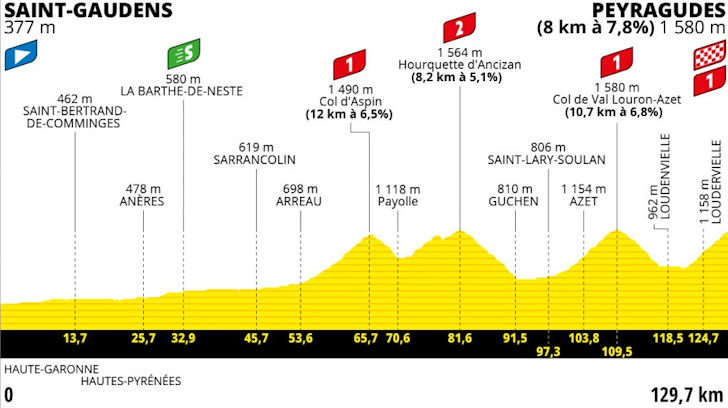 SAINT-GAUDENS
377 m
PEYRAGUDES
(8 km à 7,8%) 1 580 m
S
1
2
1
1
462 m
SAINT-BERTRAND-
DE-COMMINGES
580 m
LA BARTHE-DE-NESTE
1 490 m
Col d'Aspin
(12 km à 6,5%)
1 564 m
Hourquette d'Ancizan
(8,2 km à 5,1%)
1 580 m
Col de Val Louron-Azet
(10,7 km à 6,8%)
619 m
SARRANCOLIN
806 m
SAINT-LARY-SOULAN
478 m
ANÈRES
698 m
ARREAU
1 118 m
Payolle
810 m
GUCHEN
1 154 m
AZET
962 m
LOUDENVIELLE
1 158 m
LOUDERVIELLE
13,7 25,7 32,9 45,7 53,6 65,7 70,6 81,6 91,5 103,8 118,5 124,7
97,3 109,5
HAUTE-GARONNE
HAUTES-PYRÉNÉES
0 129,7 km